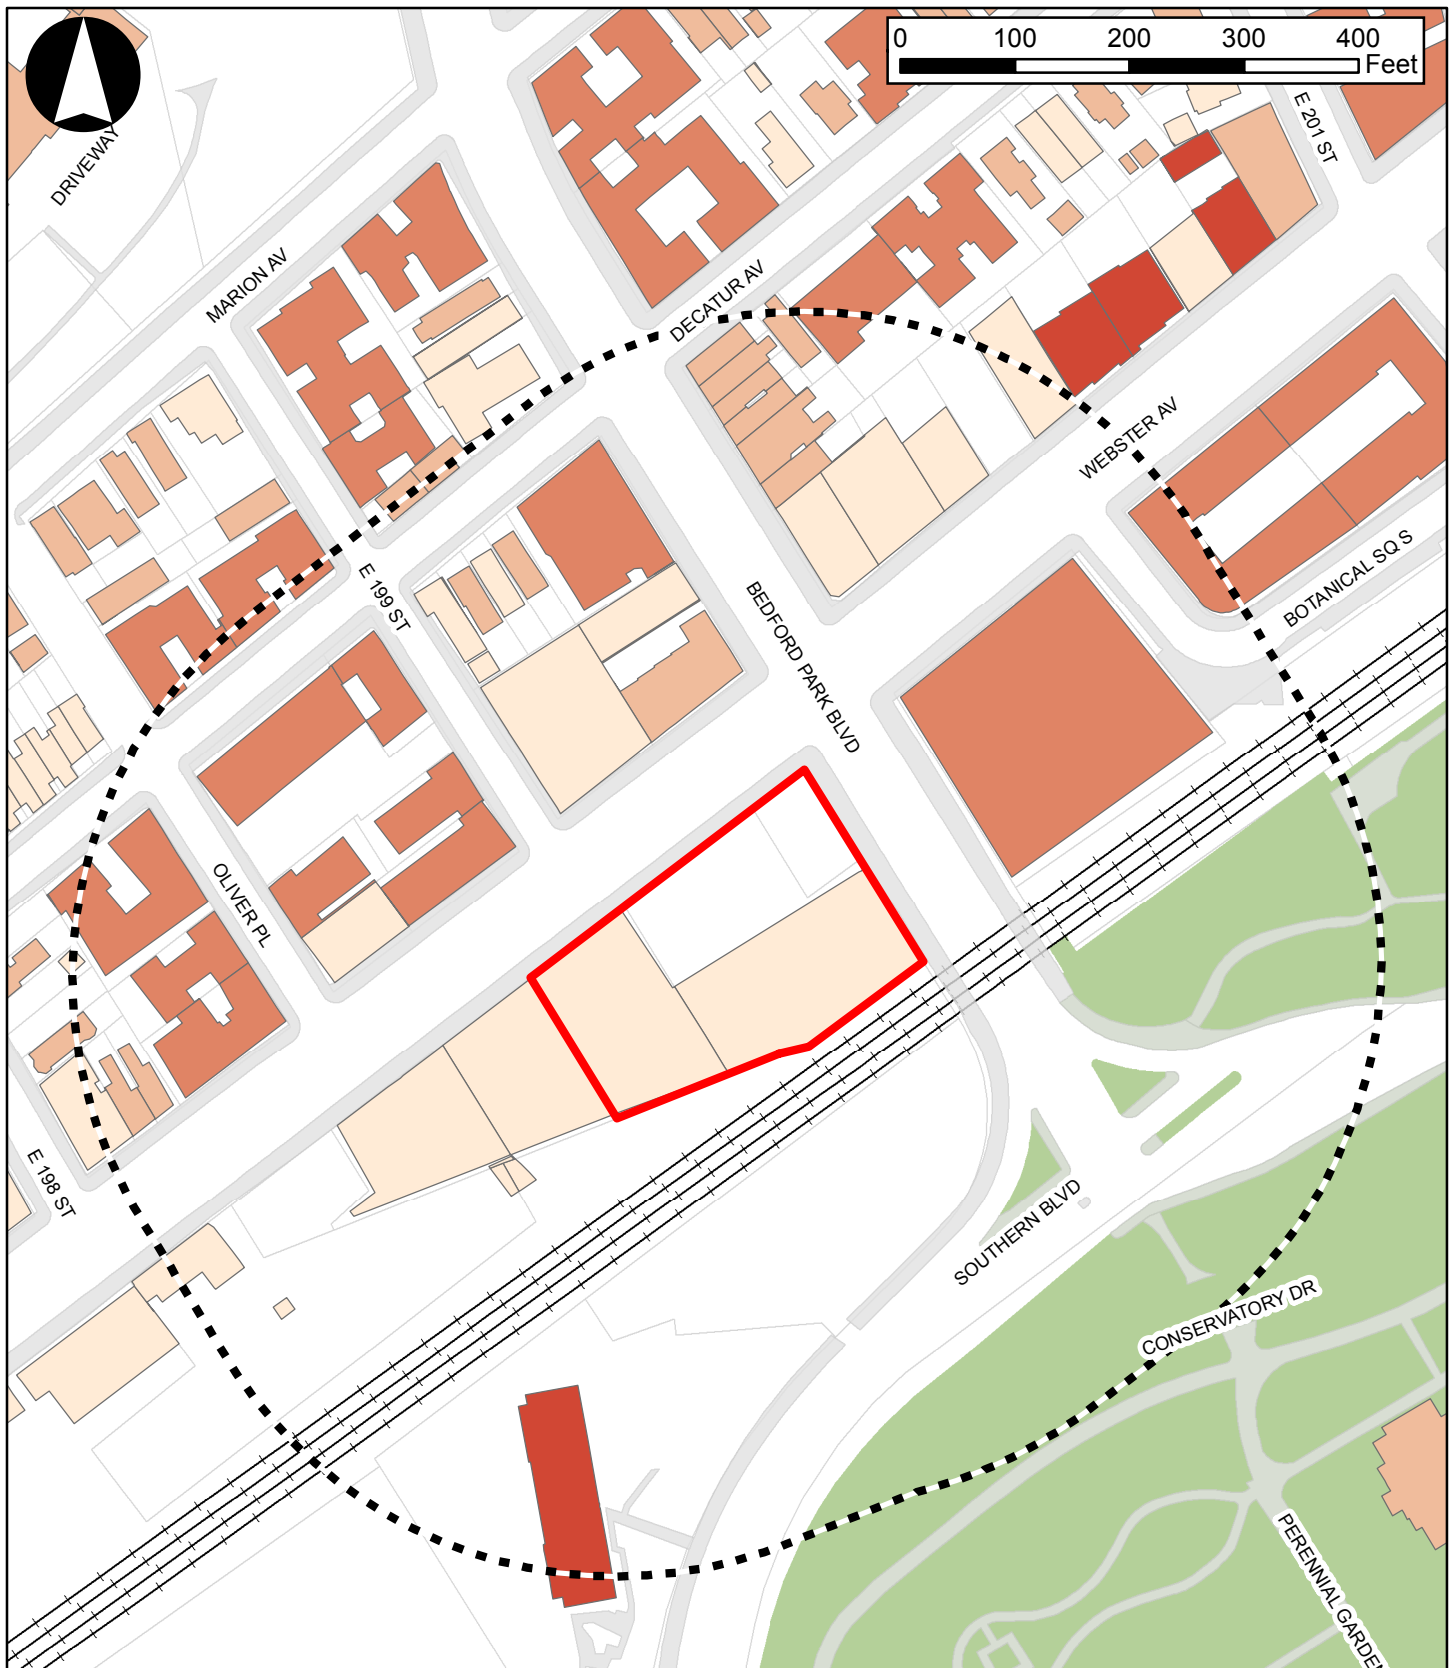 0 100 200 300 400
Feet
DRIVEWAY
E 201 ST
MARION AV
DECATUR AV
WEBSTER AV
E 199 ST
BOTANICAL SQ S
BEDFORD PARK BLVD
OLIVER PL
E 198 ST
SOUTHERN BLVD
CONSERVATORY DR
PERENNIAL GARDEN